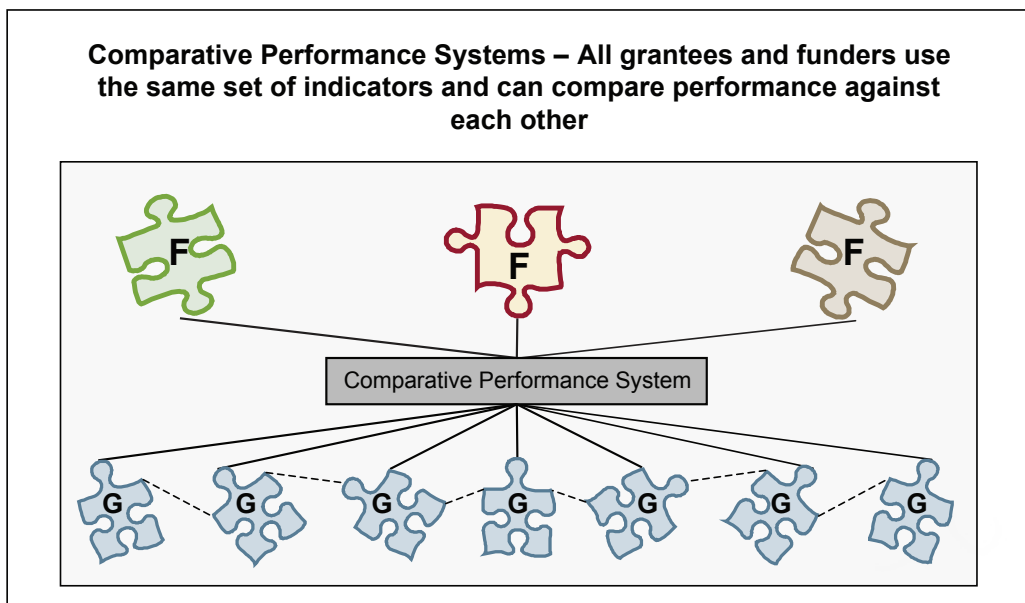 Comparative Performance Systems – All grantees and funders use
the same set of indicators and can compare performance against
each other
F F F
Comparative Performance System
G G G G G G G